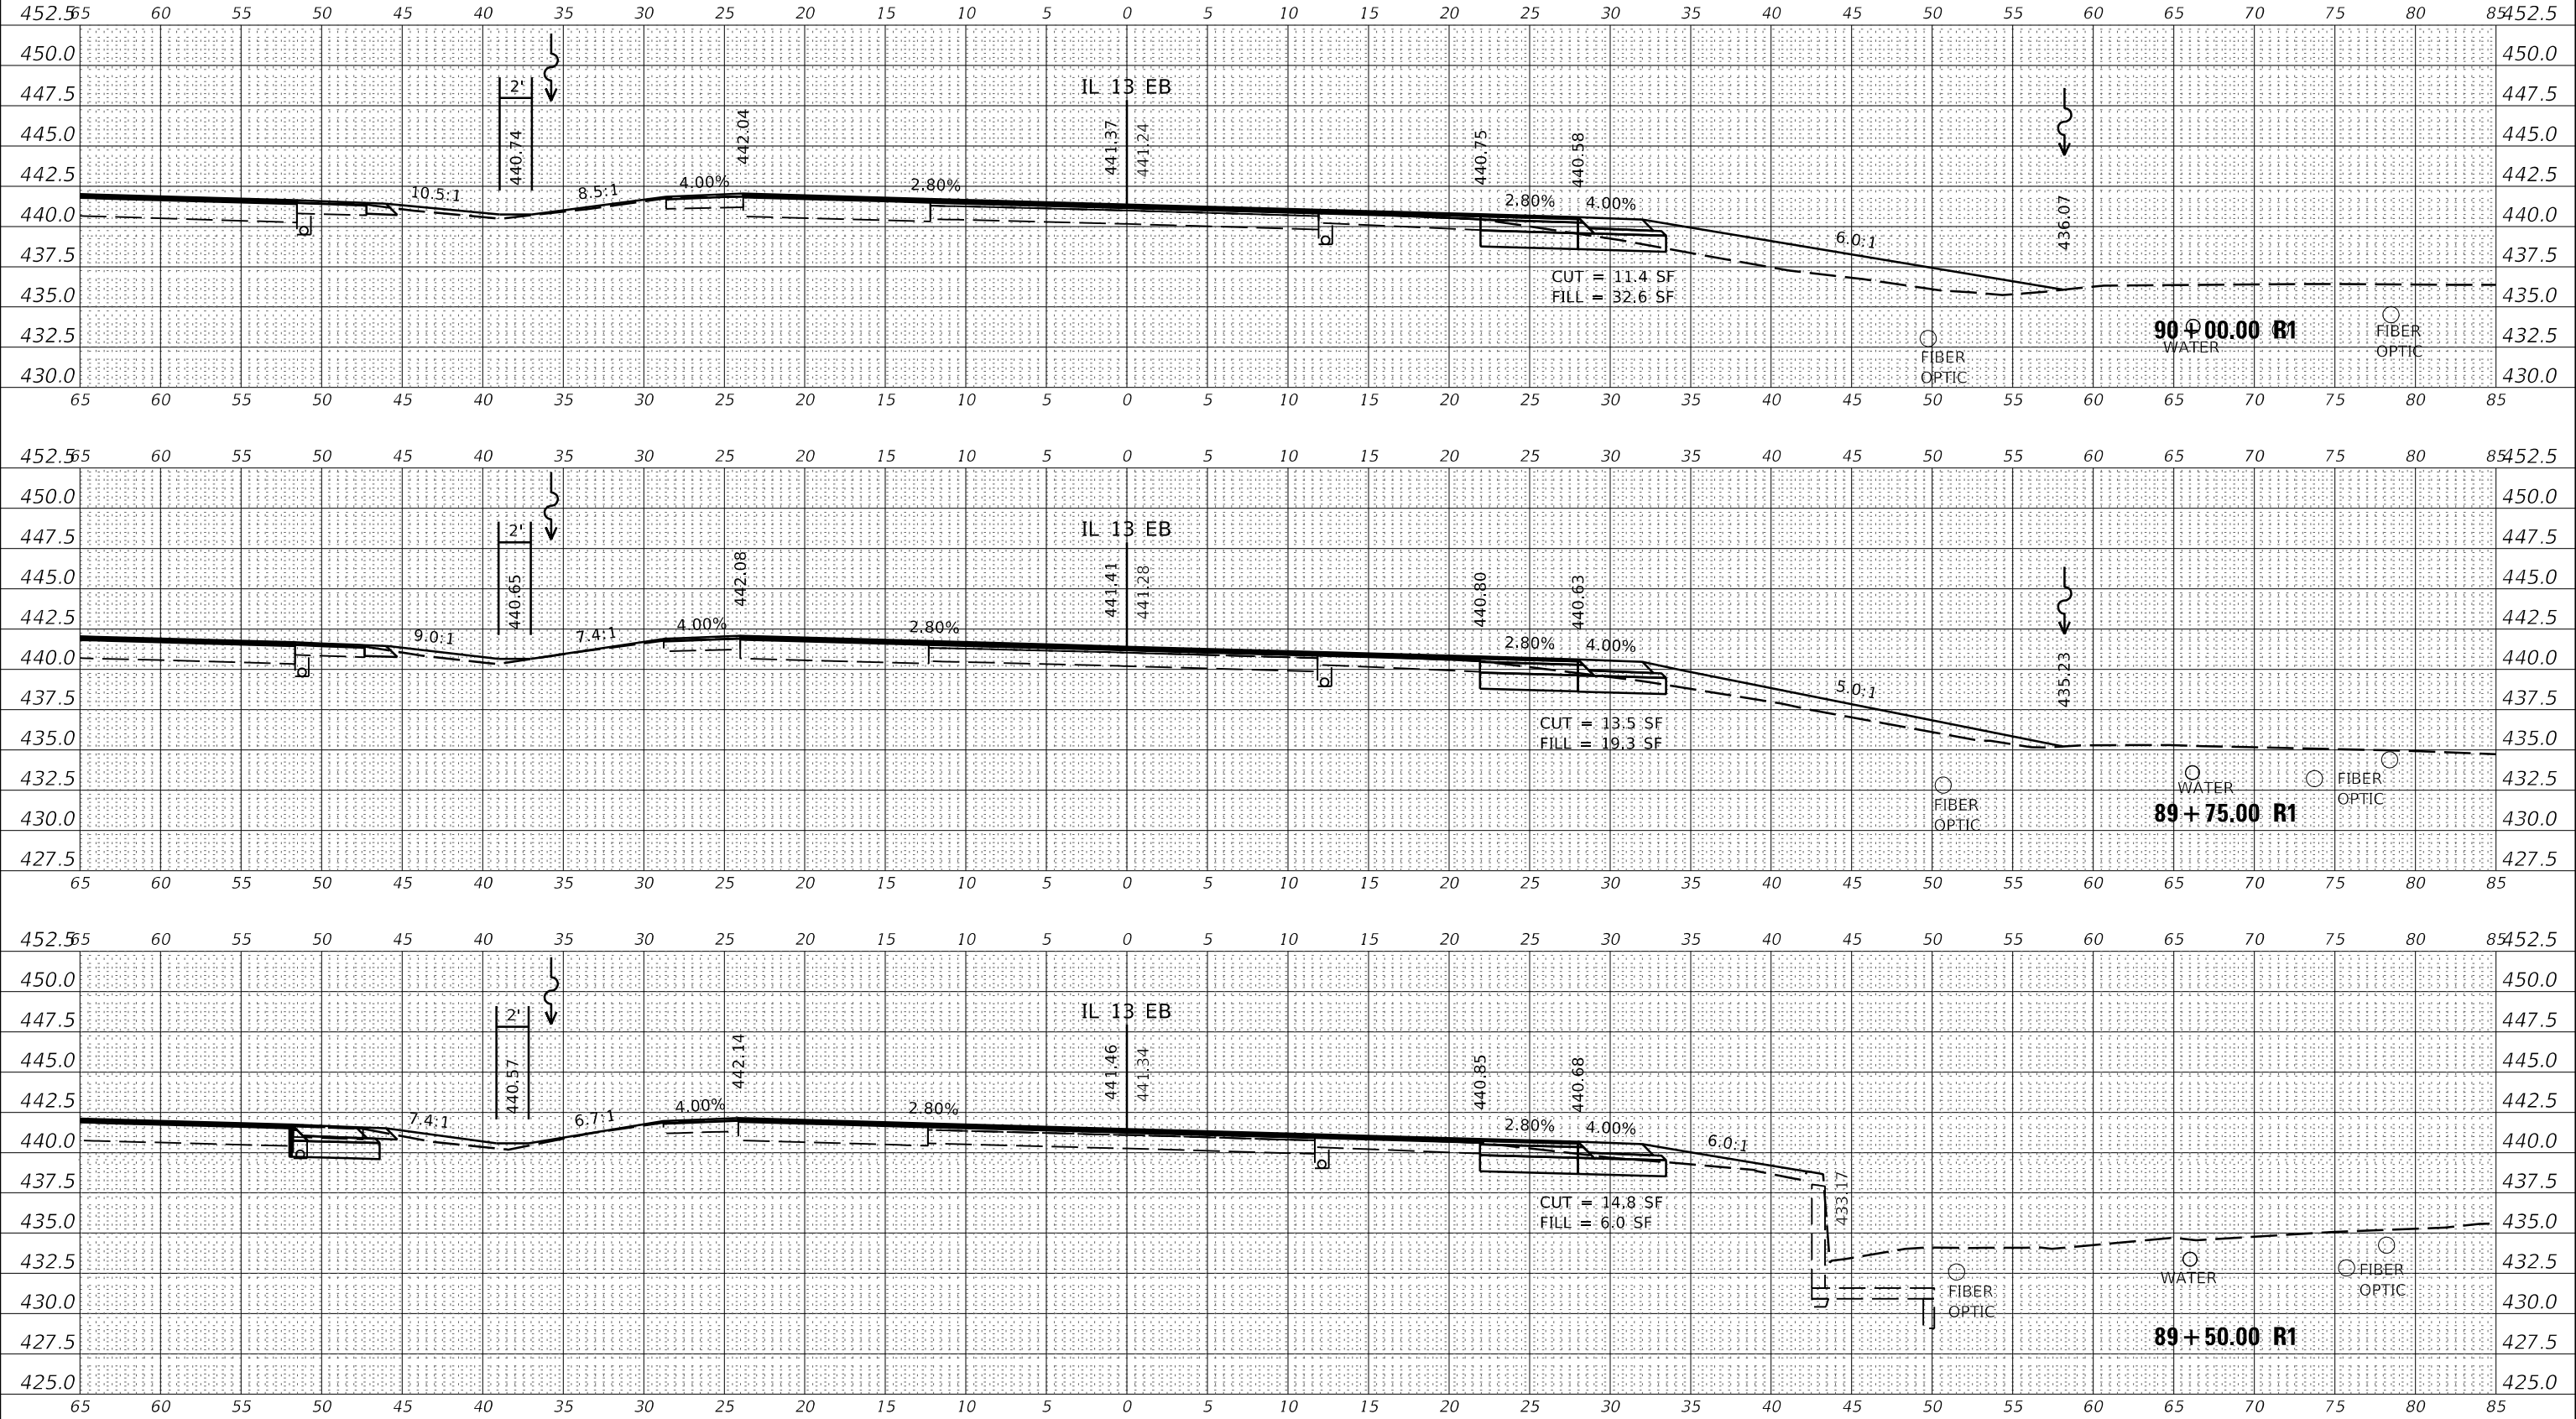 452.5 65 60 55 50 45 40 35 30 25 20 15 10 5 0 5 10 15 20 25 30 35 40 45 50 55 60 65 70 75 80 85 452.5
450.0 450.0
2' IL 13 EB
447.5 447.5
440.74 442.04 441.37 441.24 440.75 440.58 436.07
445.0 445.0
442.5 10.5:1 8.5:1 4.00% 2.80% 2.80% 4.00% 442.5
440.0 440.0
6.0:1
437.5 437.5
CUT = 11.4 SF
435.0 FILL = 32.6 SF 435.0
432.5 90+00.00 R1 FIBER 432.5
WATER OPTIC
FIBER
430.0 OPTIC 430.0
65 60 55 50 45 40 35 30 25 20 15 10 5 0 5 10 15 20 25 30 35 40 45 50 55 60 65 70 75 80 85
452.5 65 60 55 50 45 40 35 30 25 20 15 10 5 0 5 10 15 20 25 30 35 40 45 50 55 60 65 70 75 80 85 452.5
450.0 450.0
2' IL 13 EB
447.5 447.5
440.65 442.08 441.41 441.28 440.80 440.63 435.23
445.0 445.0
442.5 9.0:1 7.4:1 4.00% 2.80% 2.80% 4.00% 442.5
440.0 440.0
5.0:1
437.5 437.5
CUT = 13.5 SF
435.0 FILL = 19.3 SF 435.0
432.5 WATER FIBER 432.5
OPTIC
FIBER
430.0 OPTIC 89+75.00 R1 430.0
427.5 427.5
65 60 55 50 45 40 35 30 25 20 15 10 5 0 5 10 15 20 25 30 35 40 45 50 55 60 65 70 75 80 85
452.5 65 60 55 50 45 40 35 30 25 20 15 10 5 0 5 10 15 20 25 30 35 40 45 50 55 60 65 70 75 80 85 452.5
450.0 450.0
2' IL 13 EB
447.5 447.5
440.57 442.14 441.46 441.34 440.85 440.68
445.0 445.0
442.5 7.4:1 6.7:1 4.00% 2.80% 2.80% 4.00% 442.5
440.0 6.0:1 440.0
437.5 433.17 437.5
CUT = 14.8 SF
435.0 FILL = 6.0 SF 435.0
432.5 WATER FIBER 432.5
OPTIC
FIBER
430.0 OPTIC 430.0
427.5 89+50.00 R1 427.5
425.0 425.0
65 60 55 50 45 40 35 30 25 20 15 10 5 0 5 10 15 20 25 30 35 40 45 50 55 60 65 70 75 80 85